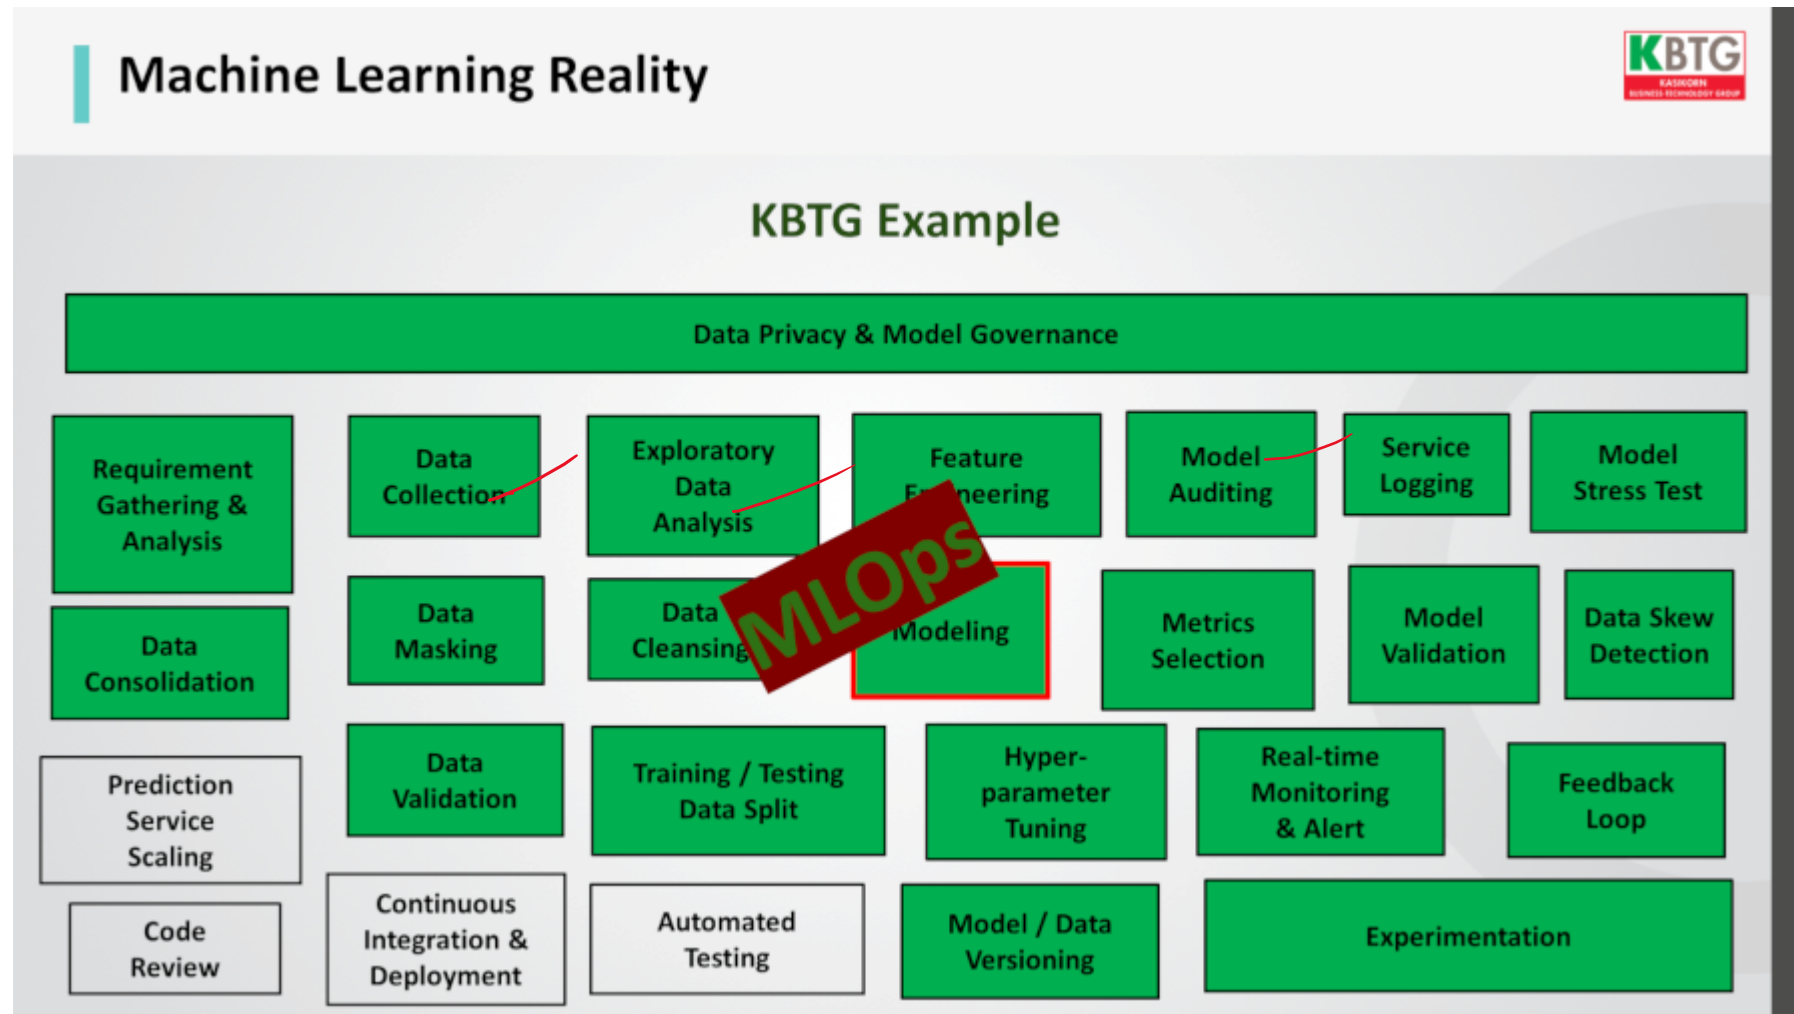 Machine Learning Reality
KBTG
KASIKORN
BUSINESS-TECHNOLOGY GROUP
KBTG Example
Data Privacy & Model Governance
Requirement
Gathering &
Analysis
Data
Collection
Exploratory
Data
Analysis
Feature
Engineering
Model
Auditing
Service
Logging
Model
Stress Test
Data
Consolidation
Data
Masking
Data
Cleansing
MLOps
Modeling
Metrics
Selection
Model
Validation
Data Skew
Detection
Prediction
Service
Scaling
Data
Validation
Training / Testing
Data Split
Hyper-
parameter
Tuning
Real-time
Monitoring
& Alert
Feedback
Loop
Code
Review
Continuous
Integration &
Deployment
Automated
Testing
Model / Data
Versioning
Experimentation